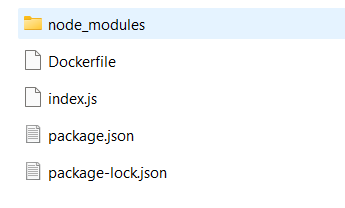 node_modules
Dockerfile
index.js
package.json
package-lock.json